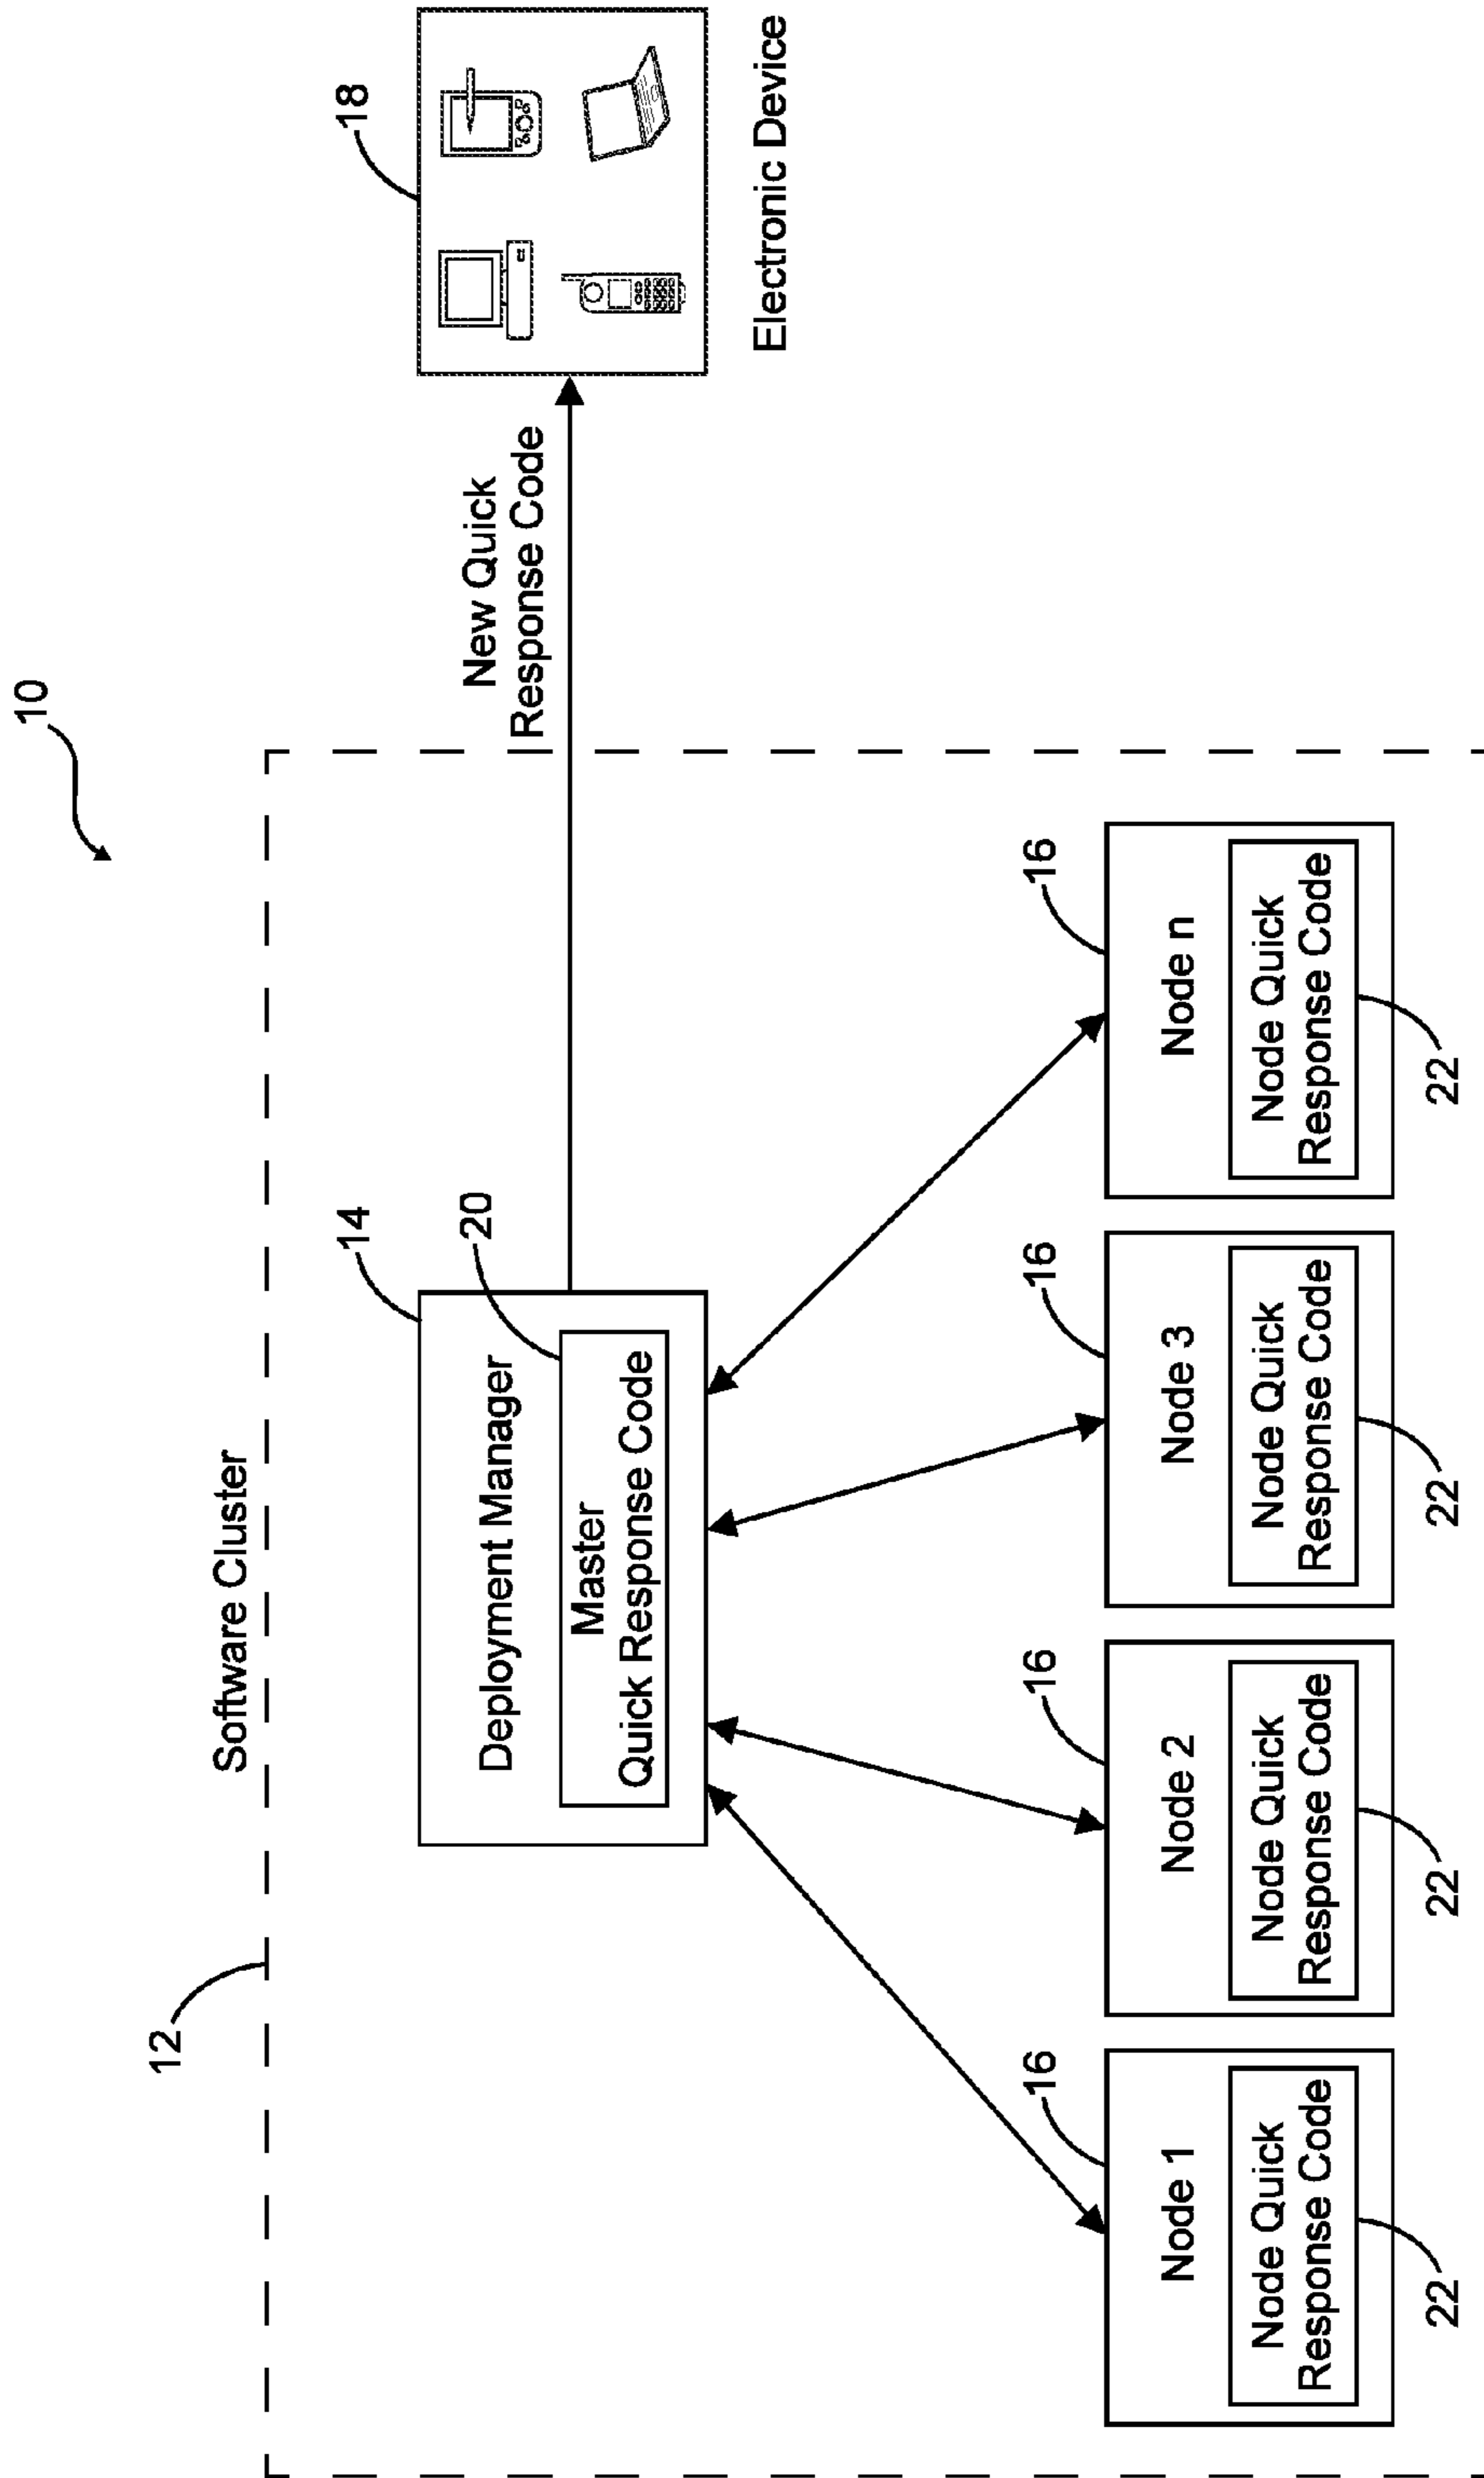 10
Software Cluster
12
14
Deployment Manager
20
Master
Quick Response Code
New Quick
Response Code
18
Electronic Device
16
Node 1
Node Quick
Response Code
22
16
Node 2
Node Quick
Response Code
22
16
Node 3
Node Quick
Response Code
22
16
Node n
Node Quick
Response Code
22